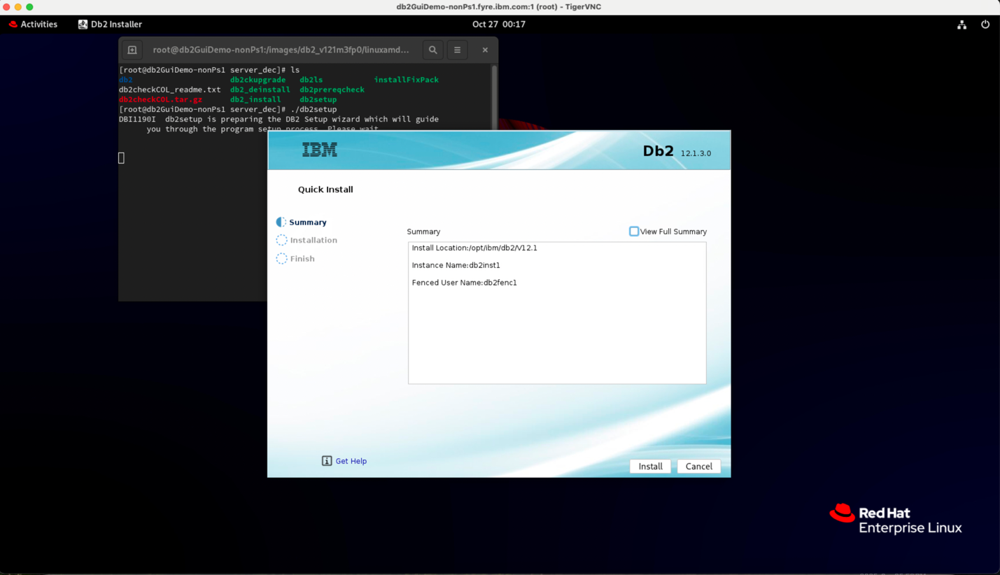 db2GuiDemo-nonPs1.fyre.ibm.com:1 (root) - TigerVNC
Activities Db2 Installer Oct 27 00:17
root@db2GuiDemo-nonPs1:/images/db2_v121m3fp0/linuxamd...
[root@db2GuiDemo-nonPs1 server_dec]# ls
db2 db2ckupgrade db2ls installFixPack
db2checkCOL_readme.txt db2_deinstall db2prereqcheck
db2checkCOL.tar.gz db2_install db2setup
[root@db2GuiDemo-nonPs1 server_dec]# ./db2setup
DBI1190I db2setup is preparing the DB2 Setup wizard which will guide
you through the program setup process. Please wait
IBM
Db2 12.1.3.0
Quick Install
Summary
Installation
Finish
Summary
View Full Summary
Install Location:/opt/ibm/db2/V12.1
Instance Name:db2inst1
Fenced User Name:db2fenc1
Get Help
Install Cancel
Red Hat
Enterprise Linux